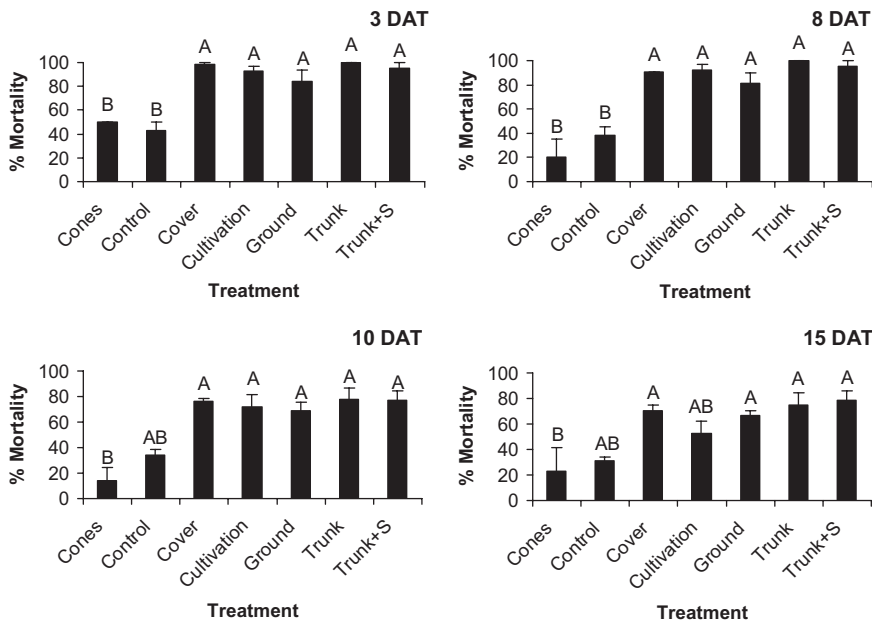 3 DAT
% Mortality
100
80
60
40
20
0
B
B
A
A
A
A
A
Cones
Control
Cover
Cultivation
Ground
Trunk
Trunk+S
Treatment
8 DAT
% Mortality
100
80
60
40
20
0
B
B
A
A
A
A
A
Cones
Control
Cover
Cultivation
Ground
Trunk
Trunk+S
Treatment
10 DAT
% Mortality
100
80
60
40
20
0
B
AB
A
A
A
A
A
Cones
Control
Cover
Cultivation
Ground
Trunk
Trunk+S
Treatment
15 DAT
% Mortality
100
80
60
40
20
0
B
AB
A
AB
A
A
A
Cones
Control
Cover
Cultivation
Ground
Trunk
Trunk+S
Treatment